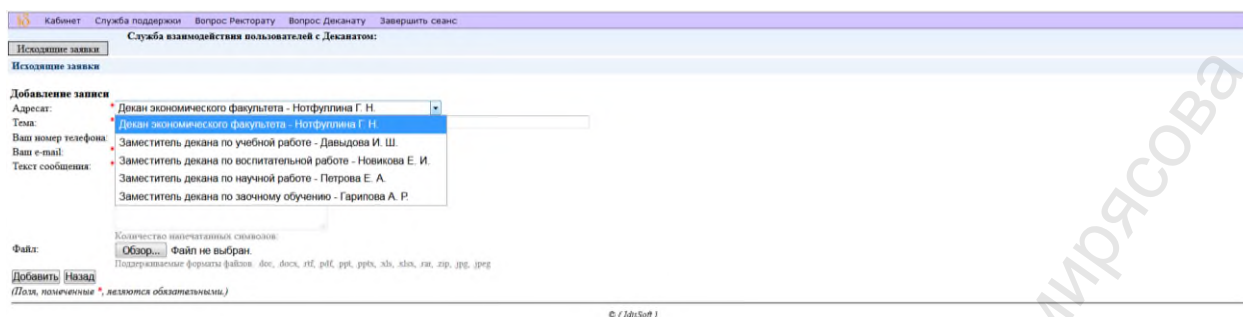 Кабинет Служба поддержки Вопрос Ректорату Вопрос Деканату Завершить сеанс
Служба взаимодействия пользователей с Деканатом:
Исходящие заявки
Исходящие заявки
Добавление записи
Адресат: * Декан экономического факультета - Нотфуллина Г. Н.
Тема: * Декан экономического факультета - Нотфуллина Г. Н.
Ваш номер телефона: Заместитель декана по учебной работе - Давыдова И. Ш.
Ваш e-mail: *
Текст сообщения: * Заместитель декана по воспитательной работе - Новикова Е. И.
Заместитель декана по научной работе - Петрова Е. А.
Заместитель декана по заочному обучению - Гарипова А. Р.
Количество напечатанных символов:
Файл: Обзор... Файл не выбран.
Поддерживаемые форматы файлов: doc, docx, rtf, pdf, ppt, pptx, xls, xlsx, rar, zip, jpg, jpeg
Добавить Назад
(Поля, помеченные *, являются обязательными.)
© { IdisSoft }
мирясова